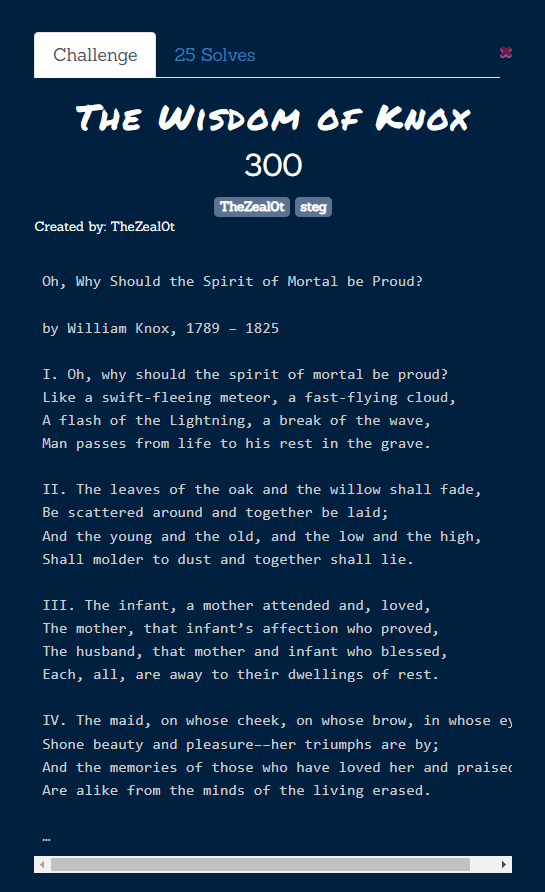 Challenge
25 Solves
The Wisdom of Knox
300
TheZeal0t steg
Created by: TheZeal0t
Oh, Why Should the Spirit of Mortal be Proud?
by William Knox, 1789 – 1825
I. Oh, why should the spirit of mortal be proud?
Like a swift-fleeing meteor, a fast-flying cloud,
A flash of the Lightning, a break of the wave,
Man passes from life to his rest in the grave.
II. The leaves of the oak and the willow shall fade,
Be scattered around and together be laid;
And the young and the old, and the low and the high,
Shall molder to dust and together shall lie.
III. The infant, a mother attended and, loved,
The mother, that infant’s affection who proved,
The husband, that mother and infant who blessed,
Each, all, are away to their dwellings of rest.
IV. The maid, on whose cheek, on whose brow, in whose ey
Shone beauty and pleasure––her triumphs are by;
And the memories of those who have loved her and praised
Are alike from the minds of the living erased.
…